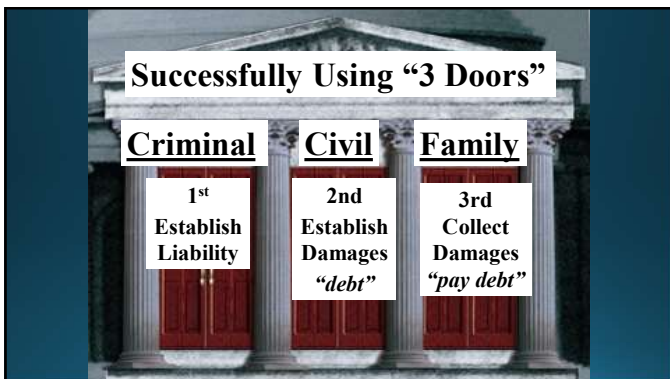 Successfully Using “3 Doors”
Criminal
Civil
Family
1st
Establish
Liability
2nd
Establish
Damages
“debt”
3rd
Collect
Damages
“pay debt”